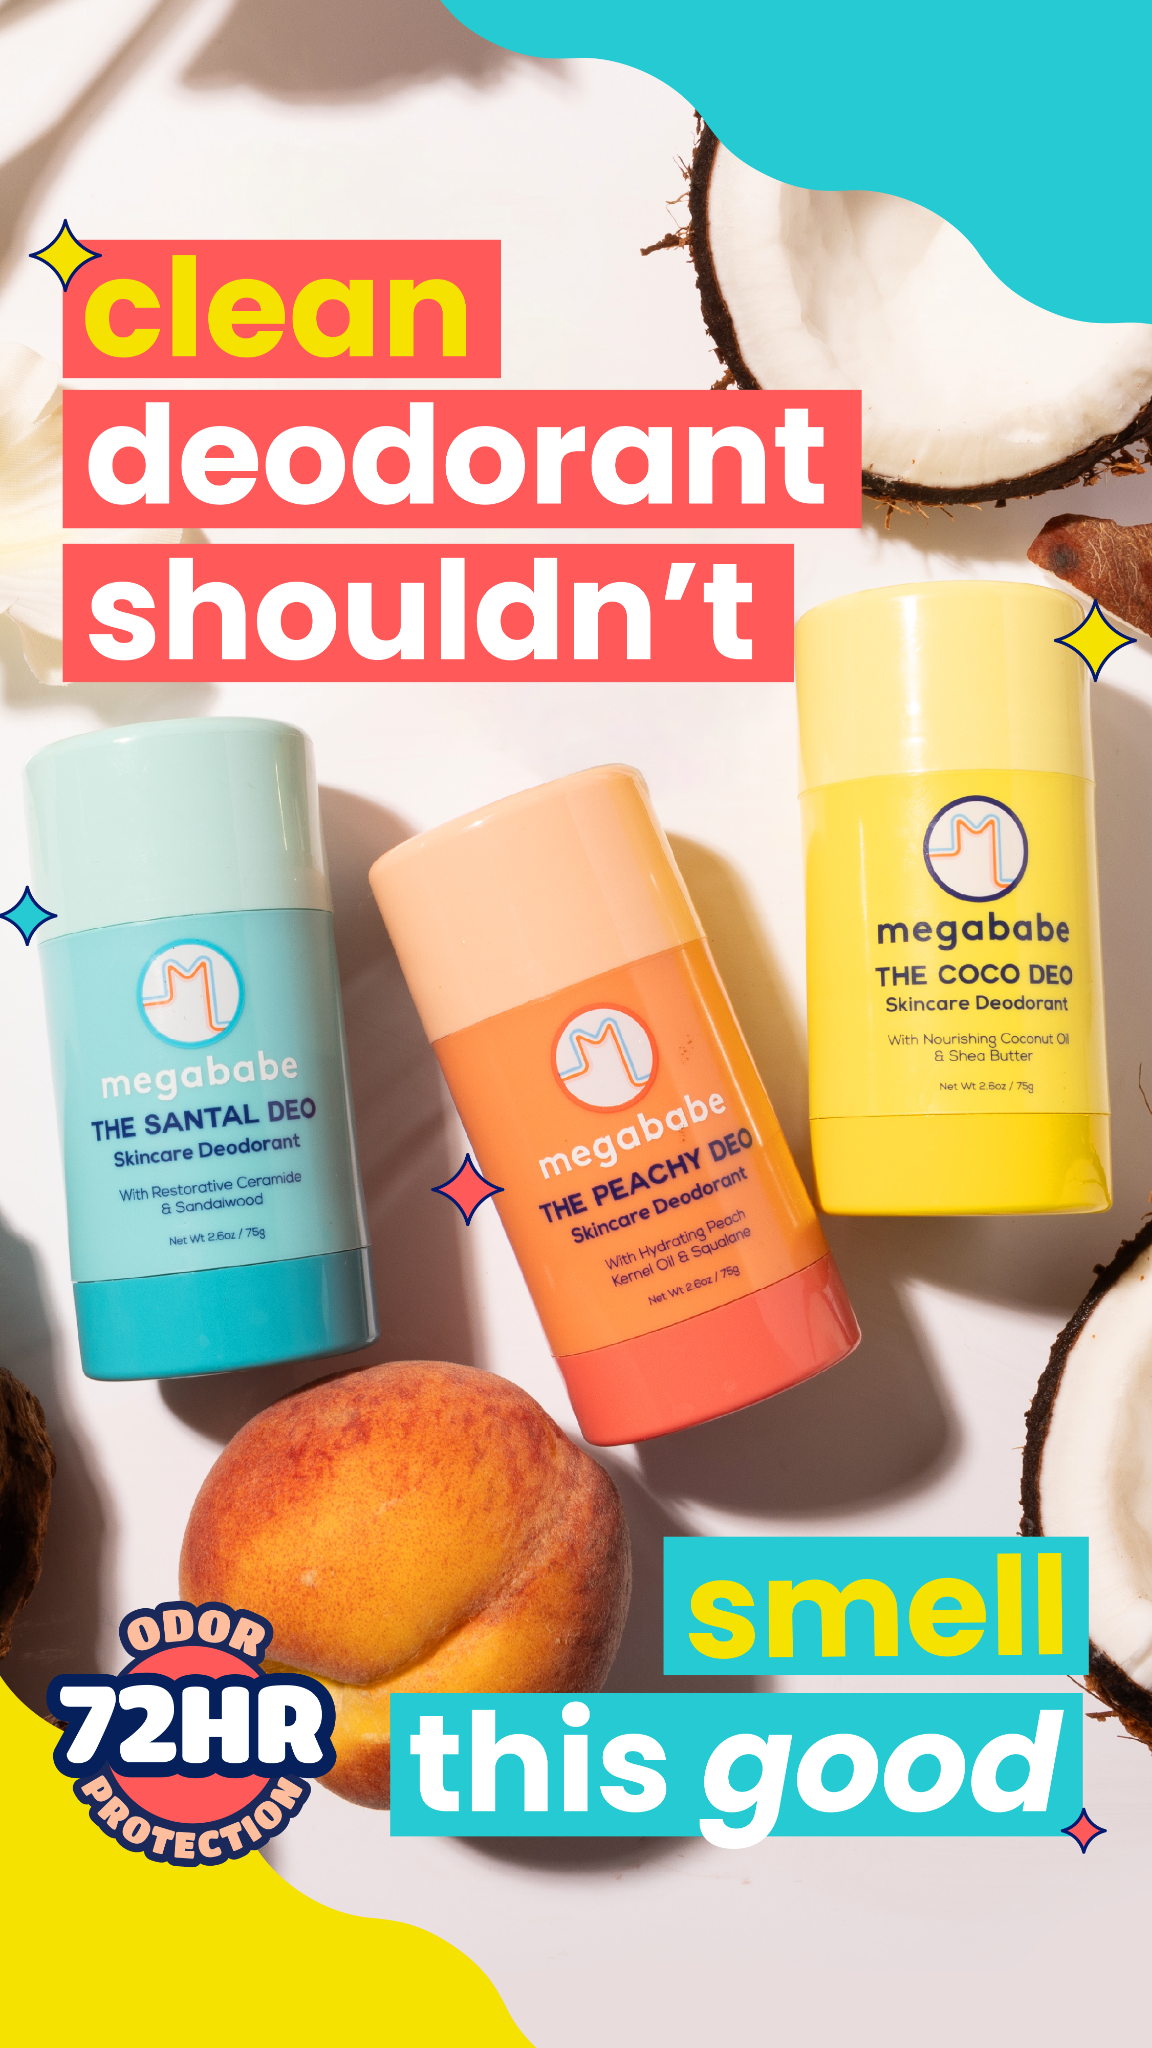 clean
deodorant
shouldn’t
megababe
THE SANTAL DEO
Skincare Deodorant
With Restorative Ceramide
& Sandalwood
Net Wt 2.6oz / 75g
megababe
THE PEACHY DEO
Skincare Deodorant
With Hydrating Peach
Kernel Oil & Squalane
Net Wt 2.6oz / 75g
megababe
THE COCO DEO
Skincare Deodorant
With Nourishing Coconut Oil
& Shea Butter
Net Wt 2.6oz / 75g
smell
this good
ODOR
72HR
PROTECTION